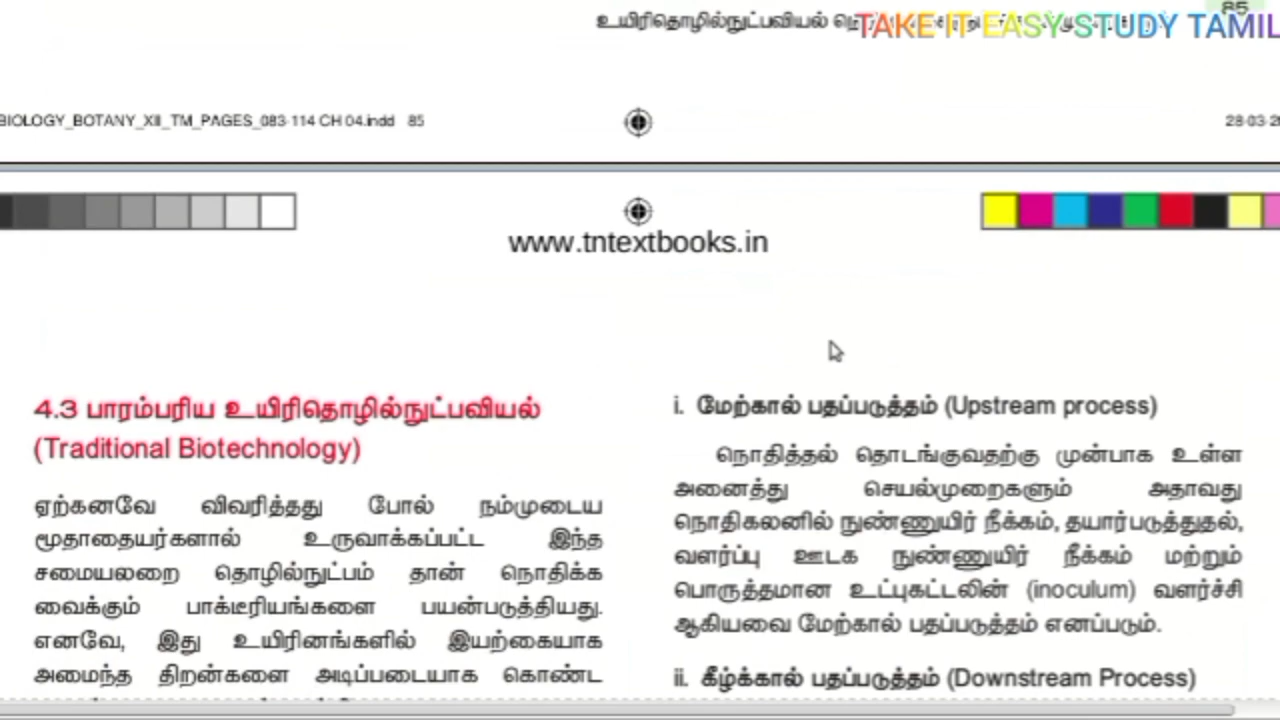 85
உயிரிதொழில்நுட்பவியல்
TAKE IT EASY STUDY TAMIL
BIOLOGY_BOTANY_XII_TM_PAGES_083-114 CH 04.indd 85
28-03-20
www.tntextbooks.in
4.3 பாரம்பரிய உயிரிதொழில்நுட்பவியல்
(Traditional Biotechnology)
ஏற்கனவே விவரித்தது போல் நம்முடைய
மூதாதையர்களால் உருவாக்கப்பட்ட இந்த
சமையலறை தொழில்நுட்பம் தான் நொதிக்க
வைக்கும் பாக்டீரியங்களை பயன்படுத்தியது.
எனவே, இது உயிரினங்களில் இயற்கையாக
அமைந்த திறன்களை அடிப்படையாக கொண்ட
i. மேற்கால் பதப்படுத்தம் (Upstream process)
நொதித்தல் தொடங்குவதற்கு முன்பாக உள்ள
அனைத்து செயல்முறைகளும் அதாவது
நொதிகலனில் நுண்ணுயிர் நீக்கம், தயார்படுத்துதல்,
வளர்ப்பு ஊடக நுண்ணுயிர் நீக்கம் மற்றும்
பொருத்தமான உட்புகட்டலின் (inoculum) வளர்ச்சி
ஆகியவை மேற்கால் பதப்படுத்தம் எனப்படும்.
ii. கீழ்க்கால் பதப்படுத்தம் (Downstream Process)